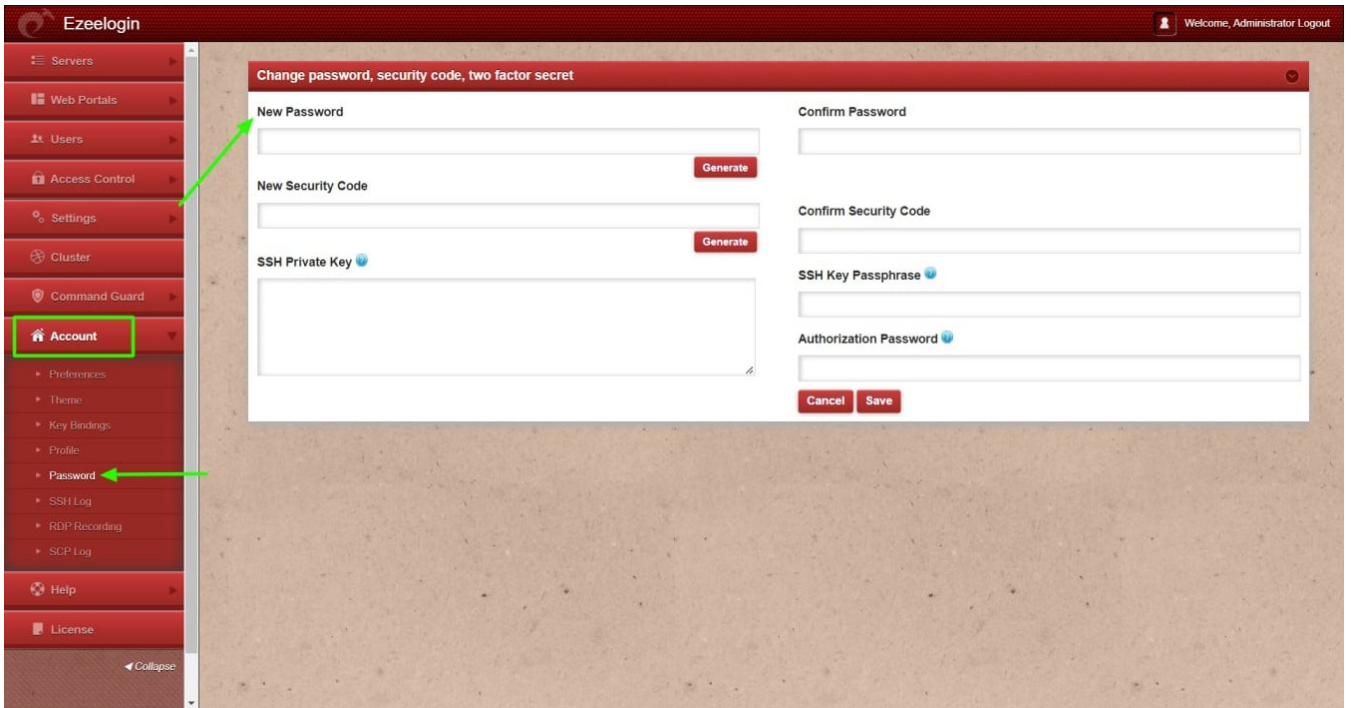 Ezeelogin
Welcome, Administrator Logout
Servers
Web Portals
Users
Access Control
Settings
Cluster
Command Guard
Account
Preferences
Theme
Key Bindings
Profile
Password
SSH Log
RDP Recording
SCP Log
Help
License
Collapse
Change password, security code, two factor secret
New Password
Generate
New Security Code
Generate
SSH Private Key
Confirm Password
Confirm Security Code
SSH Key Passphrase
Authorization Password
Cancel Save